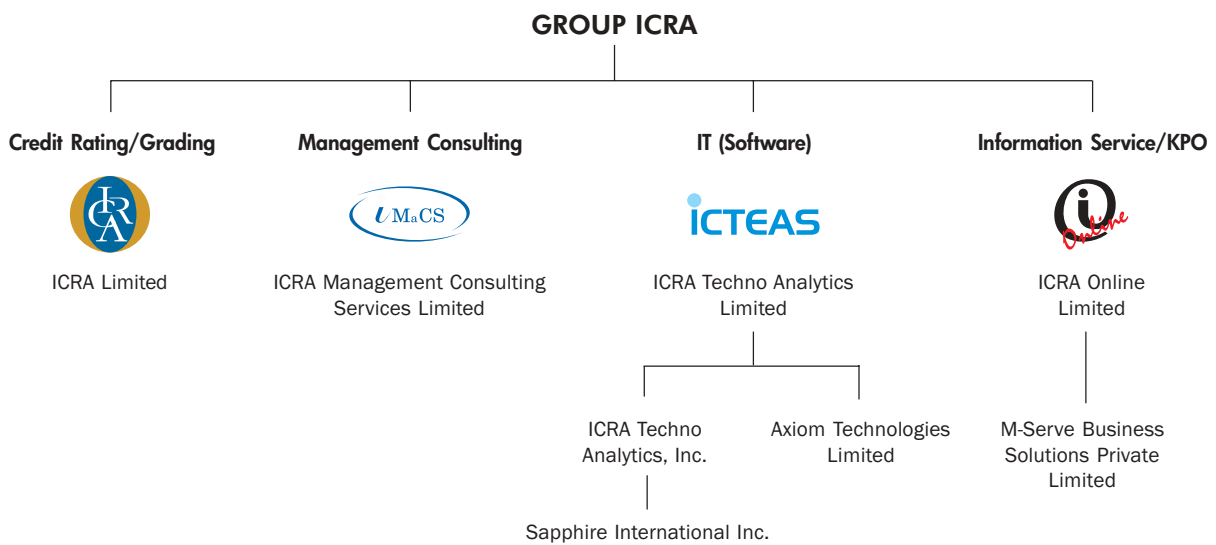 GROUP ICRA
Credit Rating/Grading
Management Consulting
IT (Software)
Information Service/KPO
ICRA
IMaCS
ICTEAS
i Online
ICRA Limited
ICRA Management Consulting
Services Limited
ICRA Techno Analytics
Limited
ICRA Online
Limited
ICRA Techno
Analytics, Inc.
Axiom Technologies
Limited
M-Serve Business
Solutions Private
Limited
Sapphire International Inc.